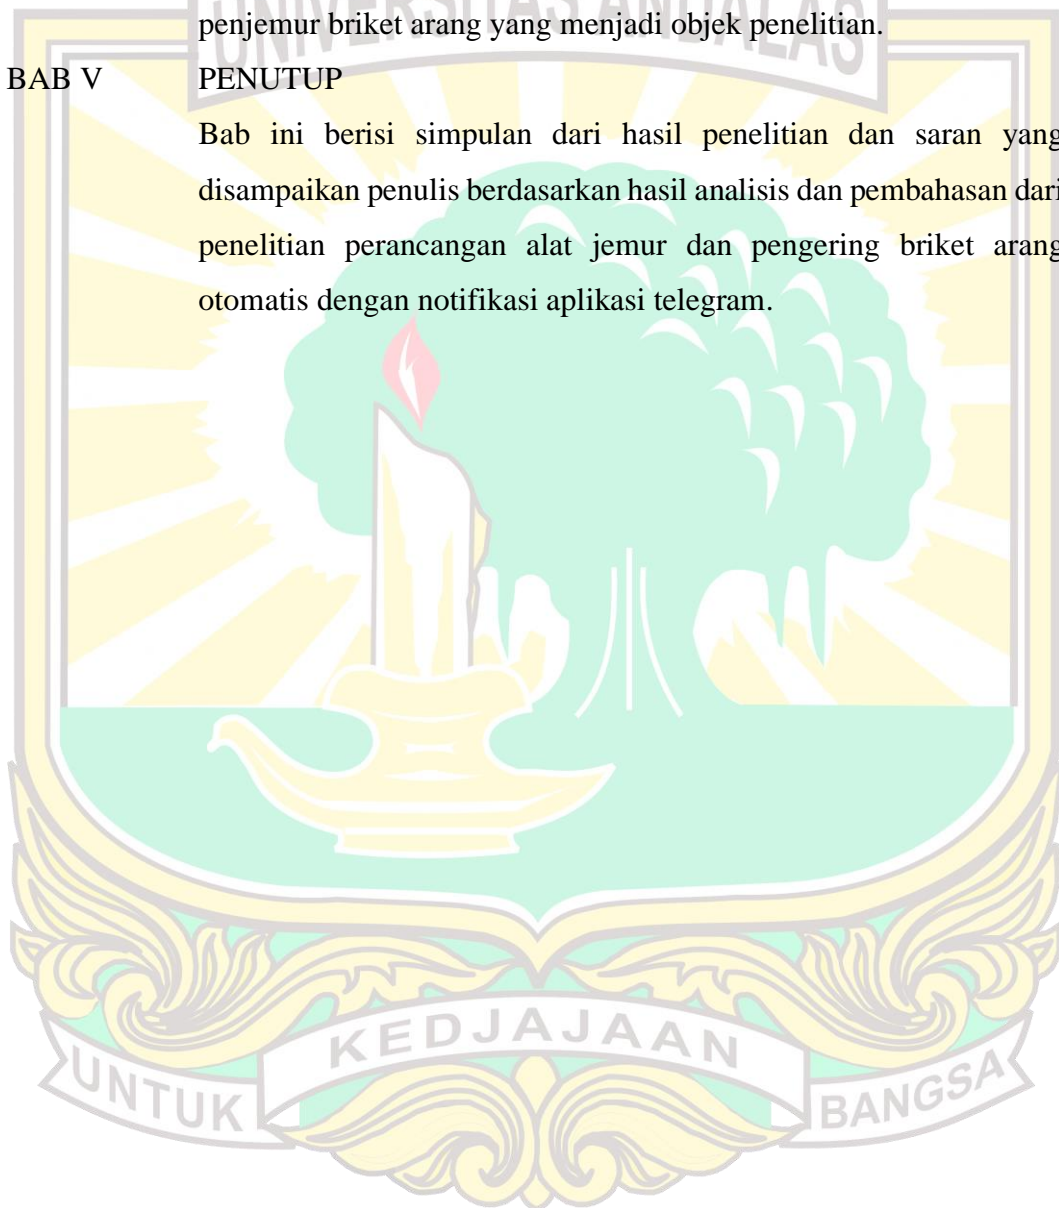 UNIVERSITAS ANDALAS
penjemur briket arang yang menjadi objek penelitian.
BAB V PENUTUP
Bab ini berisi simpulan dari hasil penelitian dan saran yang
disampaikan penulis berdasarkan hasil analisis dan pembahasan dari
penelitian perancangan alat jemur dan pengering briket arang
otomatis dengan notifikasi aplikasi telegram.
UNTUK KEDJAJAAN BANGSA